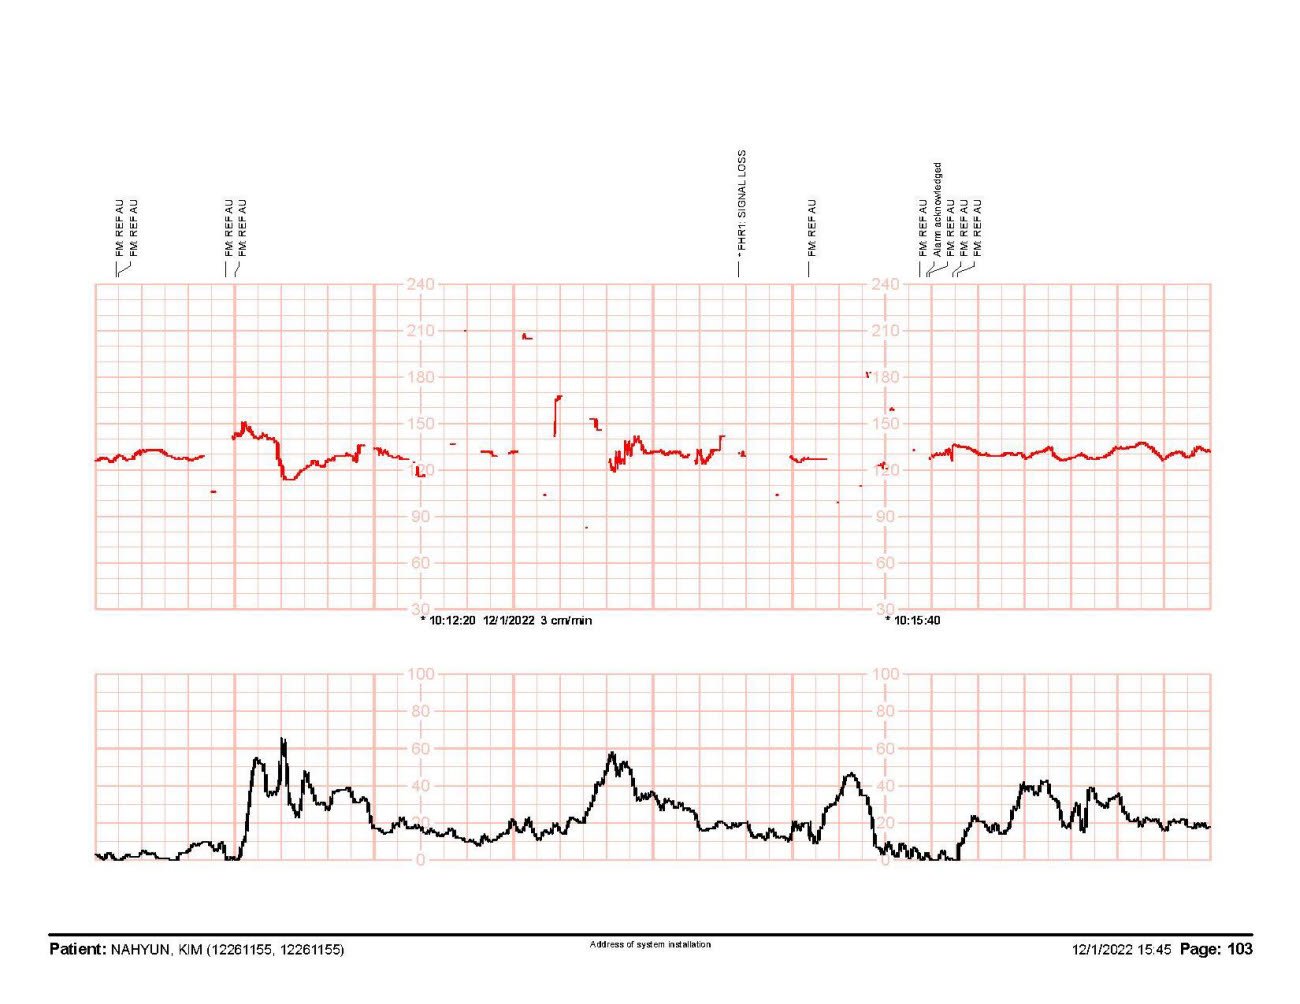 FM: REF AU
FM: REF AU
FM: REF AU
FM: REF AU
* FHR1: SIGNAL LOSS
FM: REF AU
FM: REF AU
Alarm acknowledged
FM: REF AU
FM: REF AU
FM: REF AU
240 240
210 210
180 180
150 150
120 120
90 90
60 60
30 30
* 10:12:20 12/1/2022 3 cm/min * 10:15:40
100 100
80 80
60 60
40 40
20 20
0 0
Patient: NAHYUN, KIM (12261155, 12261155) Address of system installation 12/1/2022 15:45 Page: 103